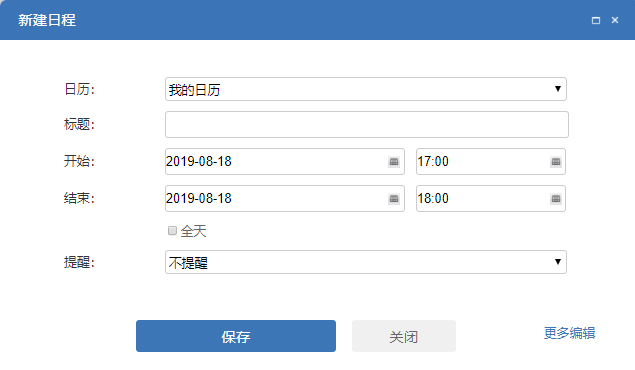 新建日程
日历： 我的日历
标题：
开始： 2019-08-18 17:00
结束： 2019-08-18 18:00
全天
提醒： 不提醒
保存 关闭 更多编辑